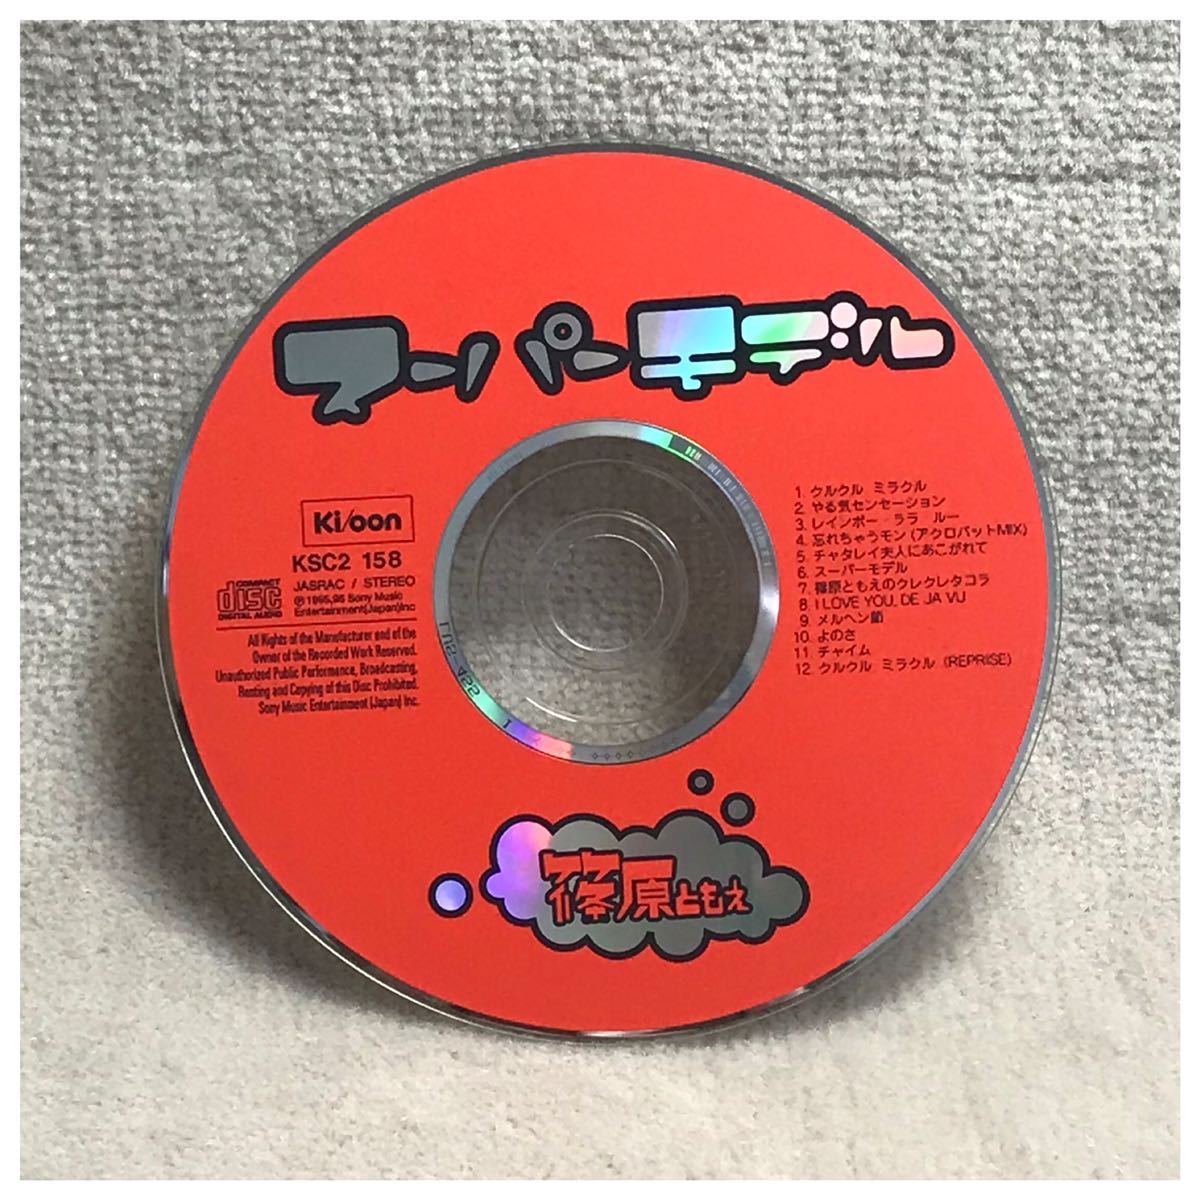 スーパーモデル
Ki/oon
KSC2 158
COMPACT
disc
DIGITAL AUDIO
JASRAC / STEREO
℗1995,96 Sony Music
Entertainment(Japan)Inc
All Rights of the Manufacturer and of the
Owner of the Recorded Work Reserved.
Unauthorized Public Performance, Broadcasting,
Renting and Copying of this Disc Prohibited.
Sony Music Entertainment (Japan) Inc.
1. クルクル ミラクル
2. やる気センセーション
3. レインボー・ララ・ルー
4. 忘れちゃうモン (アクロバットMIX)
5. チャタレイ夫人にあこがれて
6. スーパーモデル
7. 篠原ともえのクレクレタコラ
8. I LOVE YOU, DE JA VU
9. メルヘン節
10. よのさ
11. チャイム
12. クルクル ミラクル (REPRISE)
篠原ともえ